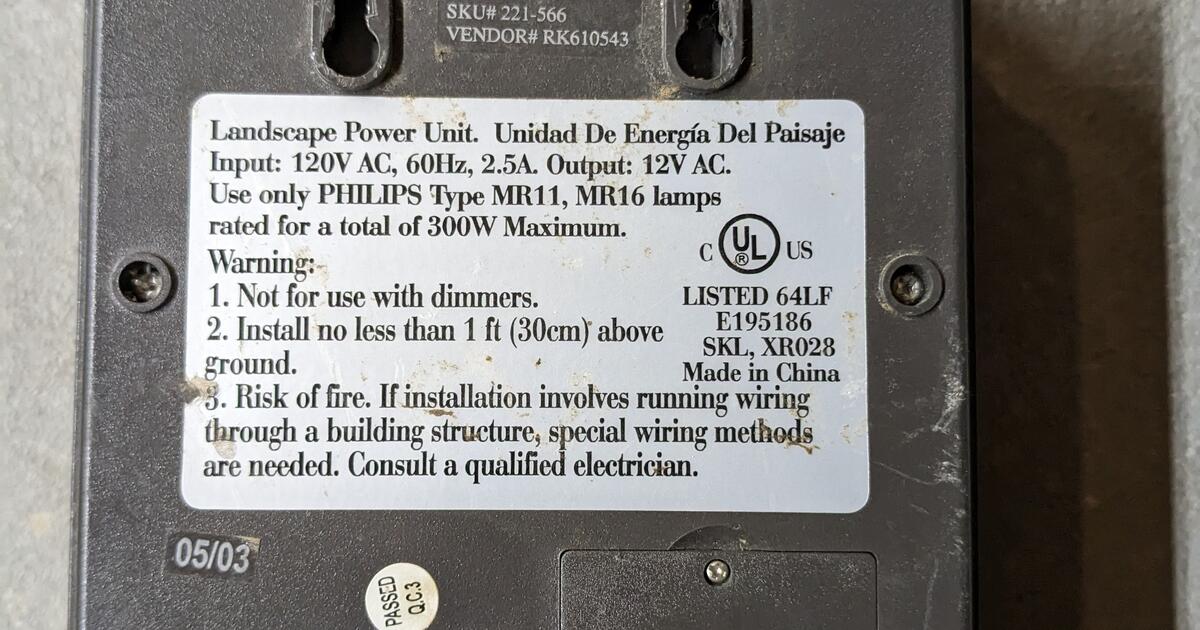 SKU# 221-566
VENDOR# RK610543
Landscape Power Unit. Unidad De Energía Del Paisaje
Input: 120V AC, 60Hz, 2.5A. Output: 12V AC.
Use only PHILIPS Type MR11, MR16 lamps
rated for a total of 300W Maximum.
Warning:
1. Not for use with dimmers.
2. Install no less than 1 ft (30cm) above
ground.
3. Risk of fire. If installation involves running wiring
through a building structure, special wiring methods
are needed. Consult a qualified electrician.
C UL ® US
LISTED 64LF
E195186
SKL, XR028
Made in China
05/03
PASSED
Q.C.3